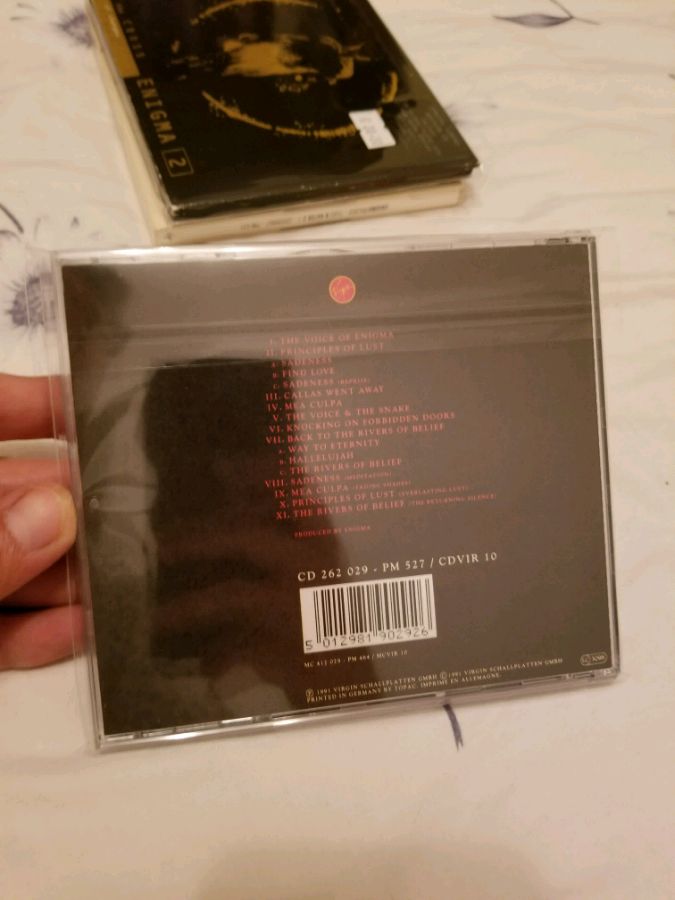 ENIGMA 2
Virgin
I. THE VOICE OF ENIGMA
II. PRINCIPLES OF LUST
A. SADENESS
B. FIND LOVE
C. SADENESS (REPRISE)
III. CALLAS WENT AWAY
IV. MEA CULPA
V. THE VOICE & THE SNAKE
VI. KNOCKING ON FORBIDDEN DOORS
VII. BACK TO THE RIVERS OF BELIEF
A. WAY TO ETERNITY
B. HALLELUJAH
C. THE RIVERS OF BELIEF
VIII. SADENESS (MEDITATION)
IX. MEA CULPA (FADING SHADES)
X. PRINCIPLES OF LUST (EVERLASTING LUST)
XI. THE RIVERS OF BELIEF (THE RETURNING SILENCE)
PRODUCED BY ENIGMA
CD 262 029 - PM 527 / CDVIR 10
5 012981 902926
MC 412 029 - PM 464 / MCVIR 10
℗ 1991 VIRGIN SCHALLPLATTEN GMBH © 1991 VIRGIN SCHALLPLATTEN GMBH
PRINTED IN GERMANY BY TOPAC. IMPRIME EN ALLEMAGNE.